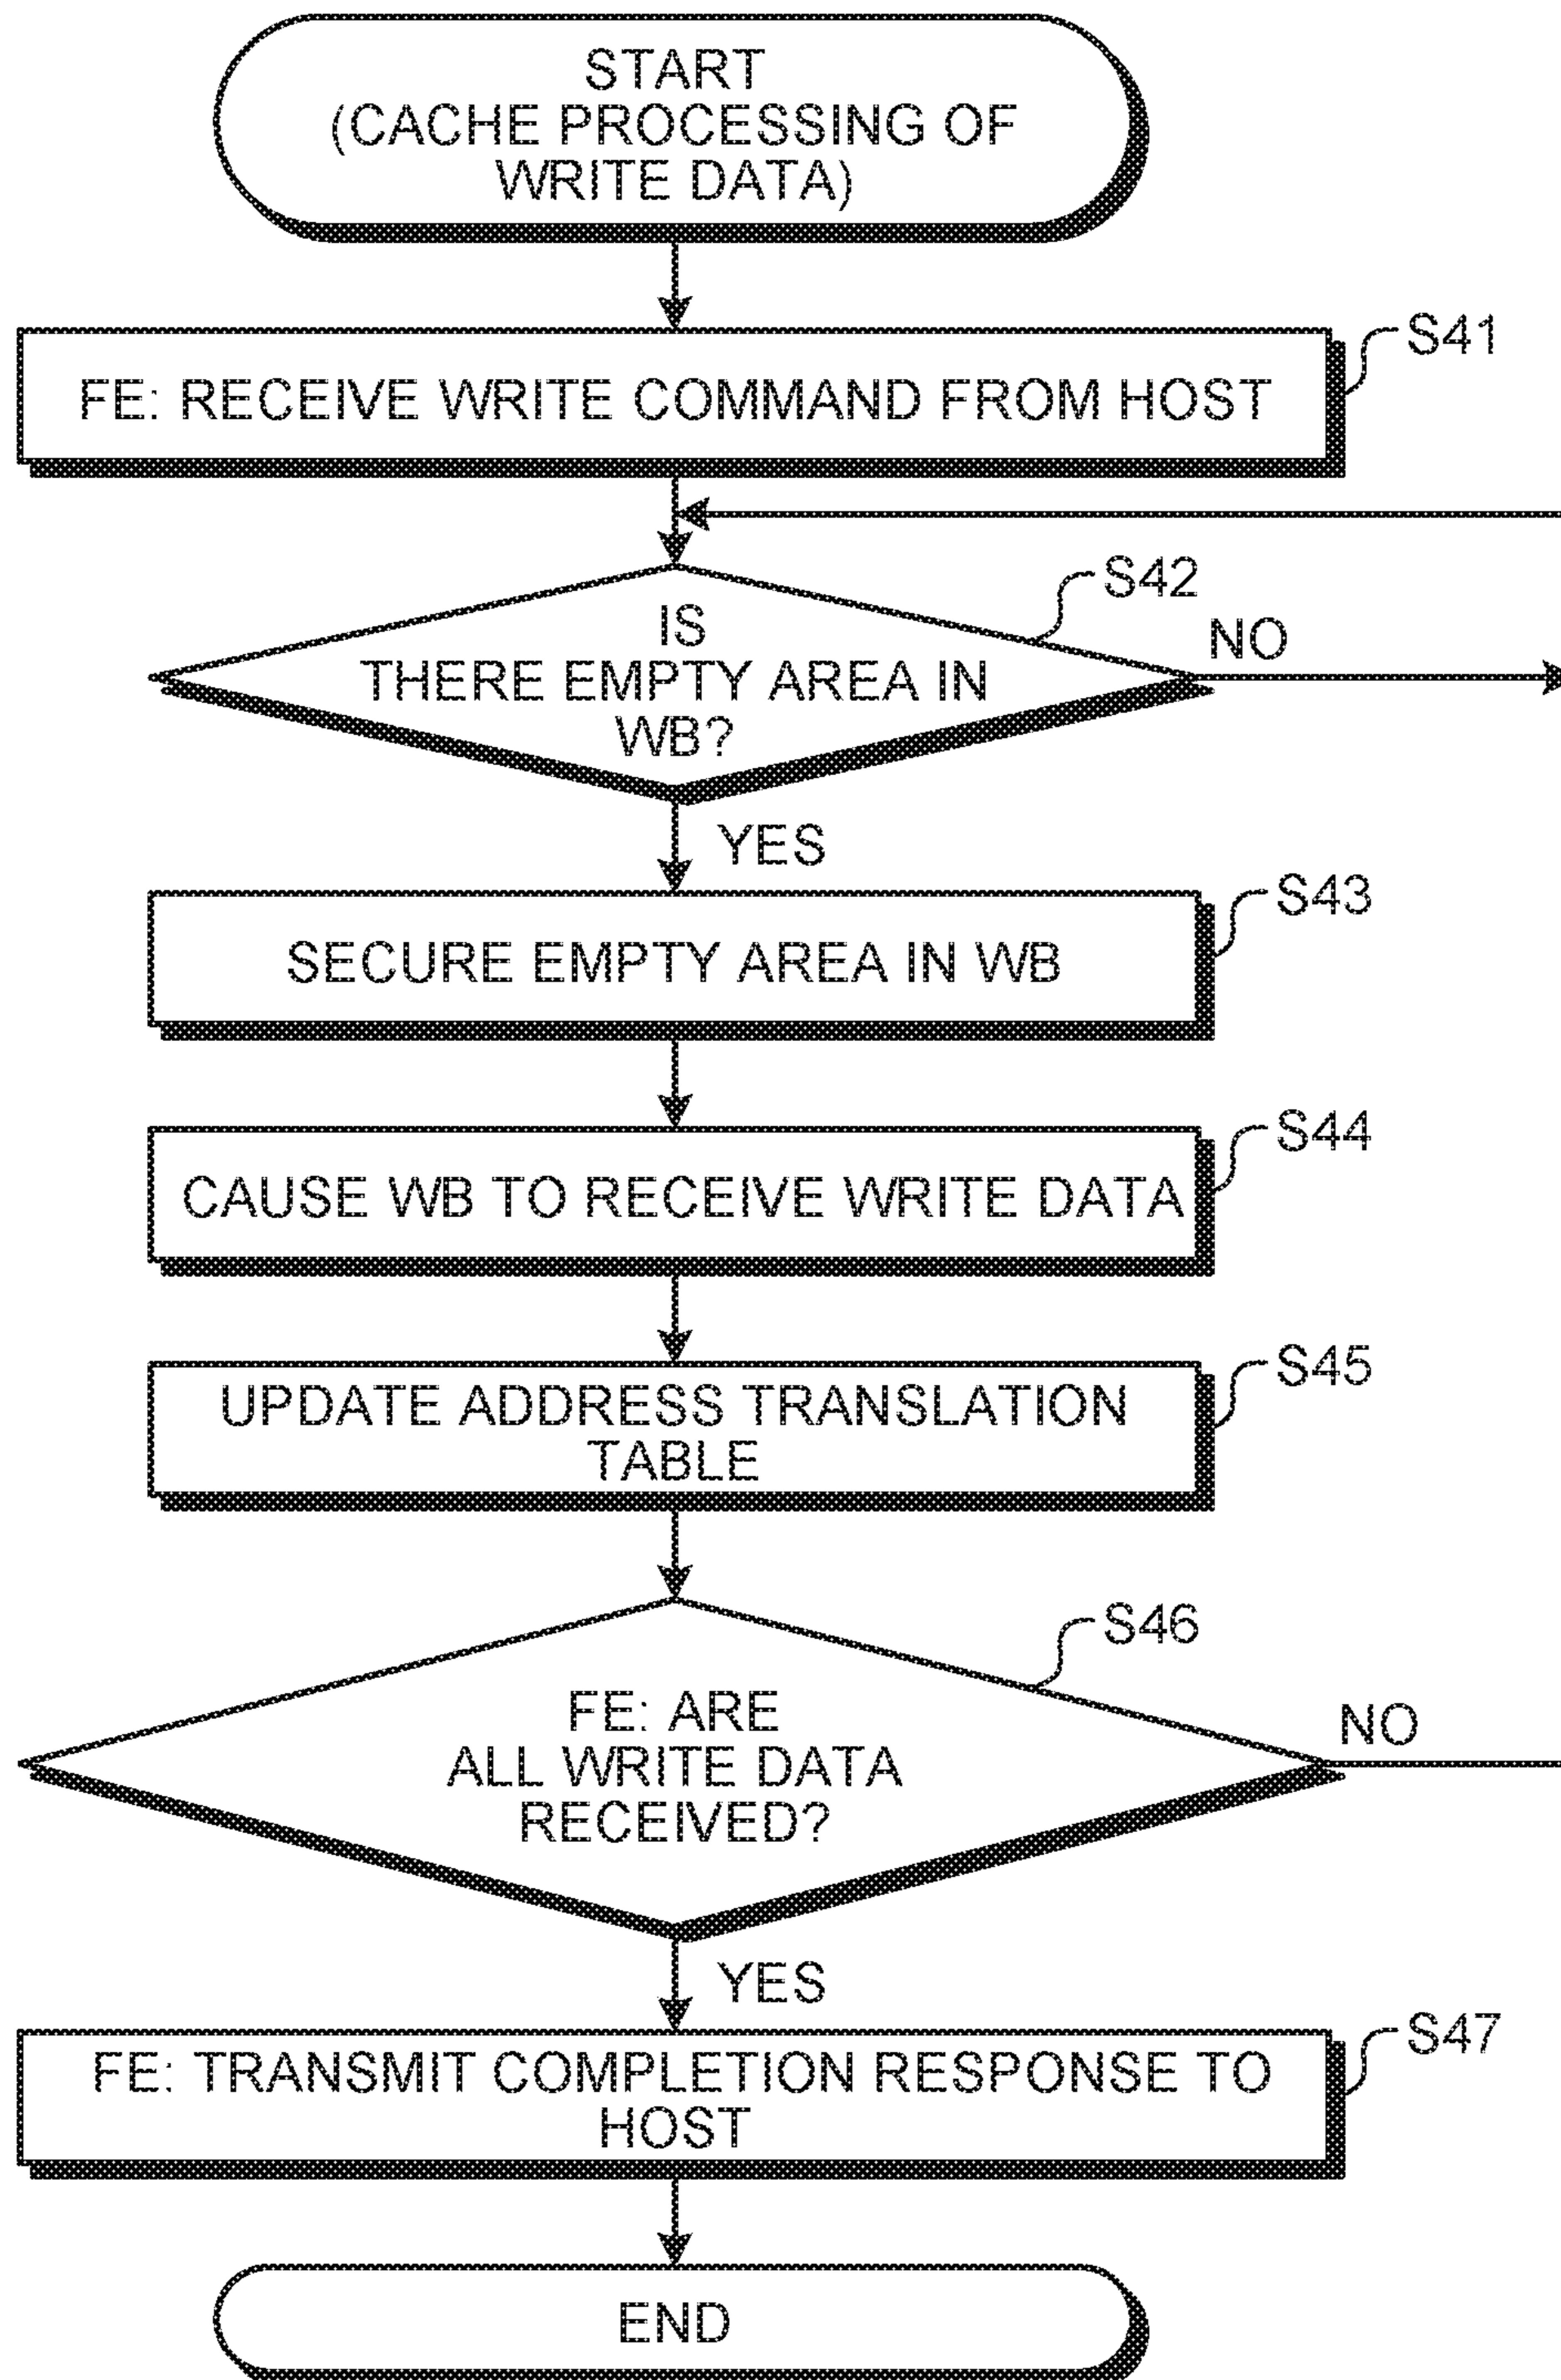 START
(CACHE PROCESSING OF
WRITE DATA)
S41
FE: RECEIVE WRITE COMMAND FROM HOST
S42
IS
THERE EMPTY AREA IN
WB?
NO
YES
S43
SECURE EMPTY AREA IN WB
S44
CAUSE WB TO RECEIVE WRITE DATA
S45
UPDATE ADDRESS TRANSLATION
TABLE
S46
FE: ARE
ALL WRITE DATA
RECEIVED?
NO
YES
S47
FE: TRANSMIT COMPLETION RESPONSE TO
HOST
END